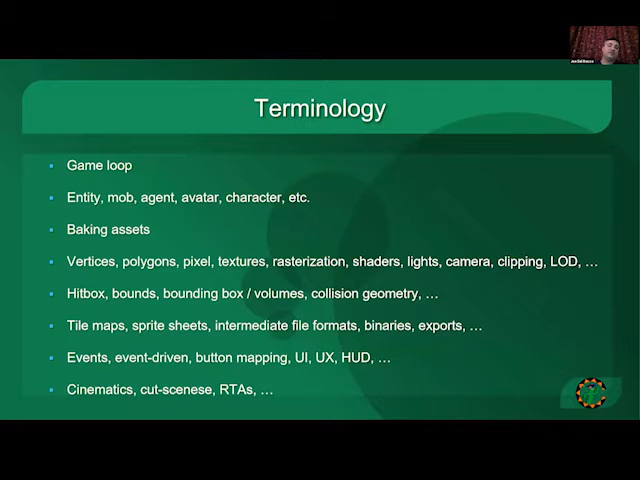 Terminology
Game loop
Entity, mob, agent, avatar, character, etc.
Baking assets
Vertices, polygons, pixel, textures, rasterization, shaders, lights, camera, clipping, LOD, …
Hitbox, bounds, bounding box / volumes, collision geometry, …
Tile maps, sprite sheets, intermediate file formats, binaries, exports, …
Events, event-driven, button mapping, UI, UX, HUD, …
Cinematics, cut-scenese, RTAs, …